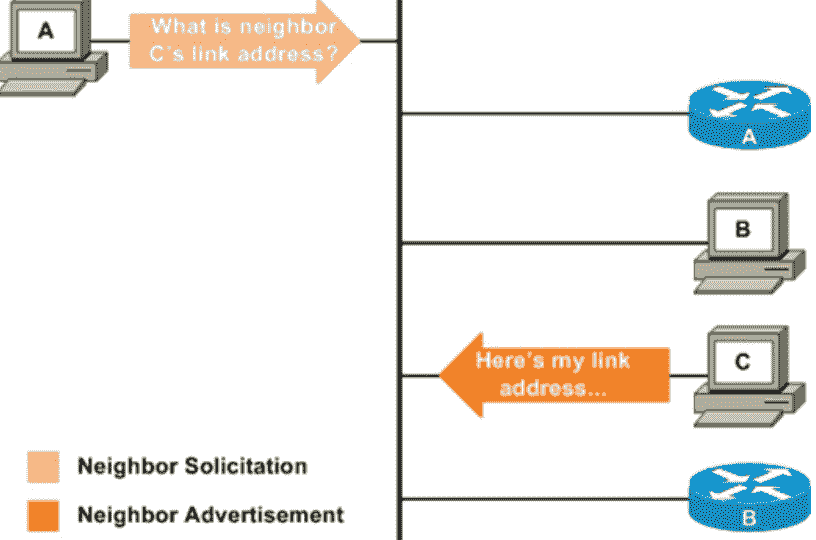 A
What is neighbor
C's link address?
A
B
Here's my link
address...
C
Neighbor Solicitation
Neighbor Advertisement
B